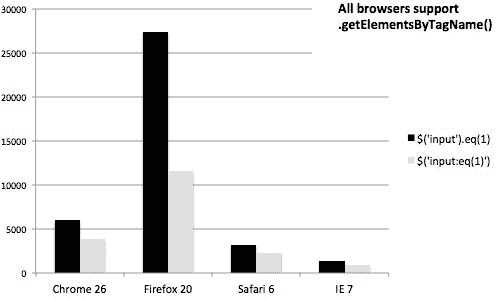 All browsers support
.getElementsByTagName()
30000
25000
20000
15000
10000
5000
0
Chrome 26
Firefox 20
Safari 6
IE 7
$('input').eq(1)
$('input:eq(1)')